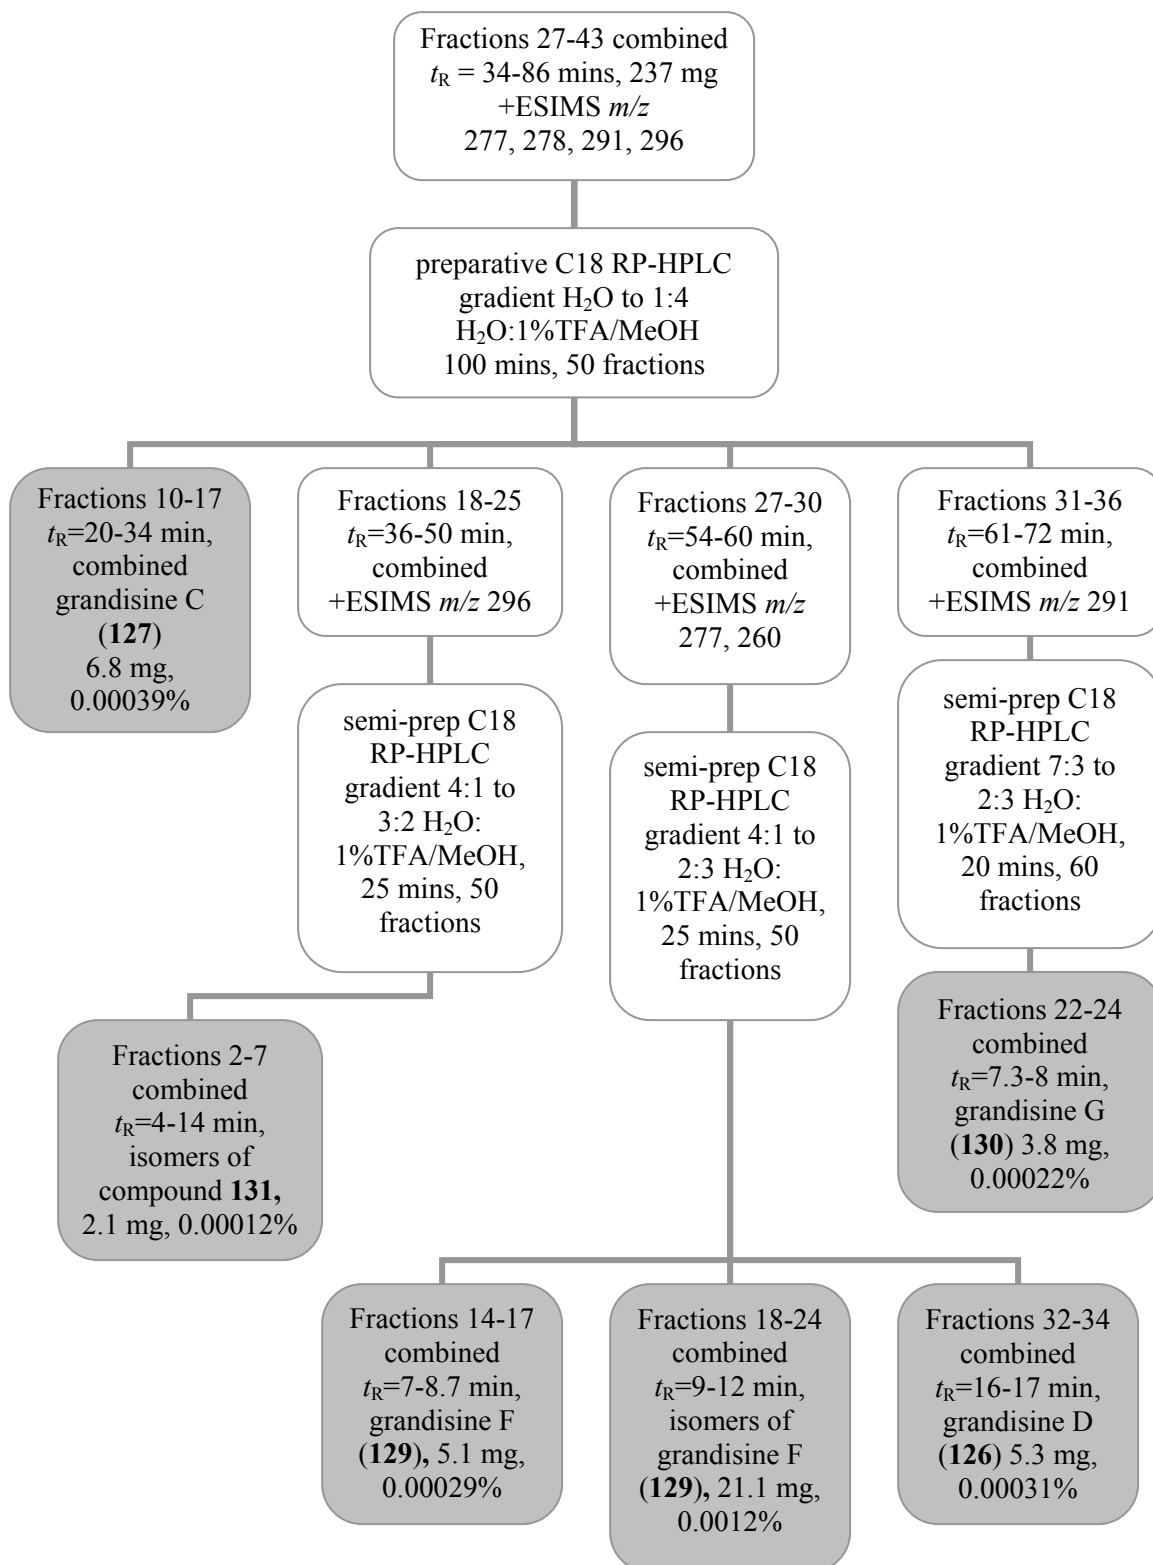 Fractions 27-43 combined
tR = 34-86 mins, 237 mg
+ESIMS m/z
277, 278, 291, 296
preparative C18 RP-HPLC
gradient H2O to 1:4
H2O:1%TFA/MeOH
100 mins, 50 fractions
Fractions 10-17
tR=20-34 min,
combined
grandisine C
(127)
6.8 mg,
0.00039%
Fractions 18-25
tR=36-50 min,
combined
+ESIMS m/z 296
Fractions 27-30
tR=54-60 min,
combined
+ESIMS m/z
277, 260
Fractions 31-36
tR=61-72 min,
combined
+ESIMS m/z 291
semi-prep C18
RP-HPLC
gradient 4:1 to
3:2 H2O:
1%TFA/MeOH,
25 mins, 50
fractions
semi-prep C18
RP-HPLC
gradient 4:1 to
2:3 H2O:
1%TFA/MeOH,
25 mins, 50
fractions
semi-prep C18
RP-HPLC
gradient 7:3 to
2:3 H2O:
1%TFA/MeOH,
20 mins, 60
fractions
Fractions 2-7
combined
tR=4-14 min,
isomers of
compound 131,
2.1 mg, 0.00012%
Fractions 22-24
combined
tR=7.3-8 min,
grandisine G
(130) 3.8 mg,
0.00022%
Fractions 14-17
combined
tR=7-8.7 min,
grandisine F
(129), 5.1 mg,
0.00029%
Fractions 18-24
combined
tR=9-12 min,
isomers of
grandisine F
(129), 21.1 mg,
0.0012%
Fractions 32-34
combined
tR=16-17 min,
grandisine D
(126) 5.3 mg,
0.00031%